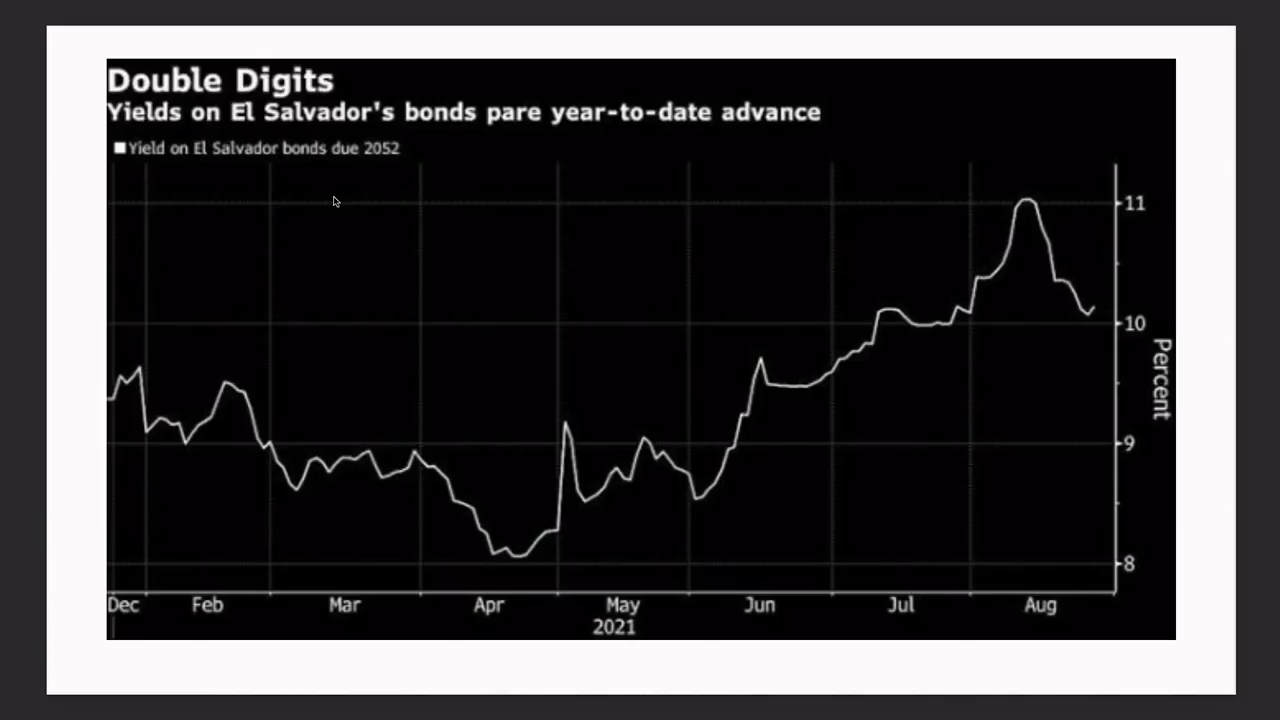 Double Digits
Yields on El Salvador's bonds pare year-to-date advance
Yield on El Salvador bonds due 2052
11
10
9
8
Percent
Dec Feb Mar Apr May Jun Jul Aug
2021